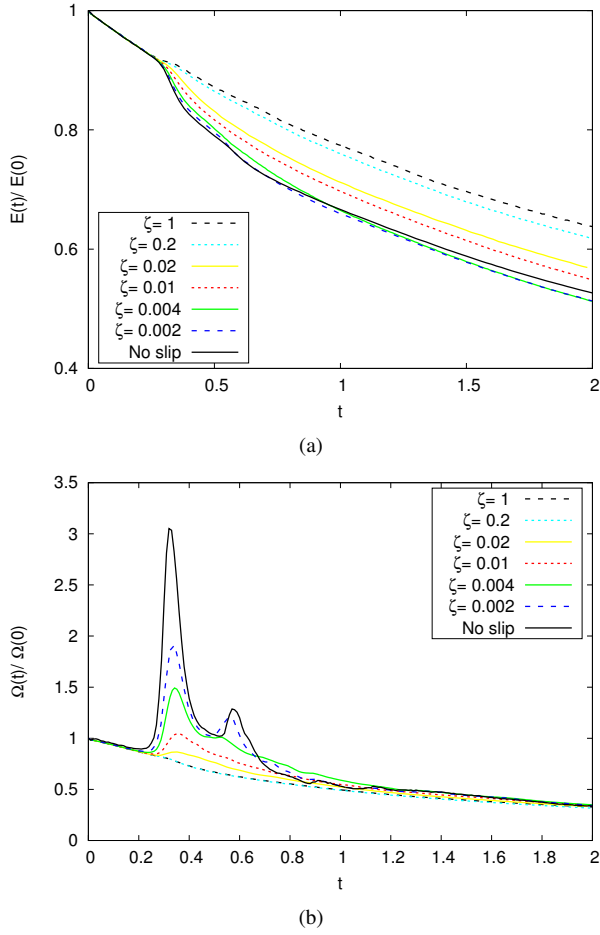 1
0.8
0.6
0.4
E(t)/ E(0)
ζ= 1
ζ= 0.2
ζ= 0.02
ζ= 0.01
ζ= 0.004
ζ= 0.002
No slip
0 0.5 1 1.5 2
t
(a)
3.5
3
2.5
2
1.5
1
0.5
0
Ω(t)/ Ω(0)
ζ= 1
ζ= 0.2
ζ= 0.02
ζ= 0.01
ζ= 0.004
ζ= 0.002
No slip
0 0.2 0.4 0.6 0.8 1 1.2 1.4 1.6 1.8 2
t
(b)